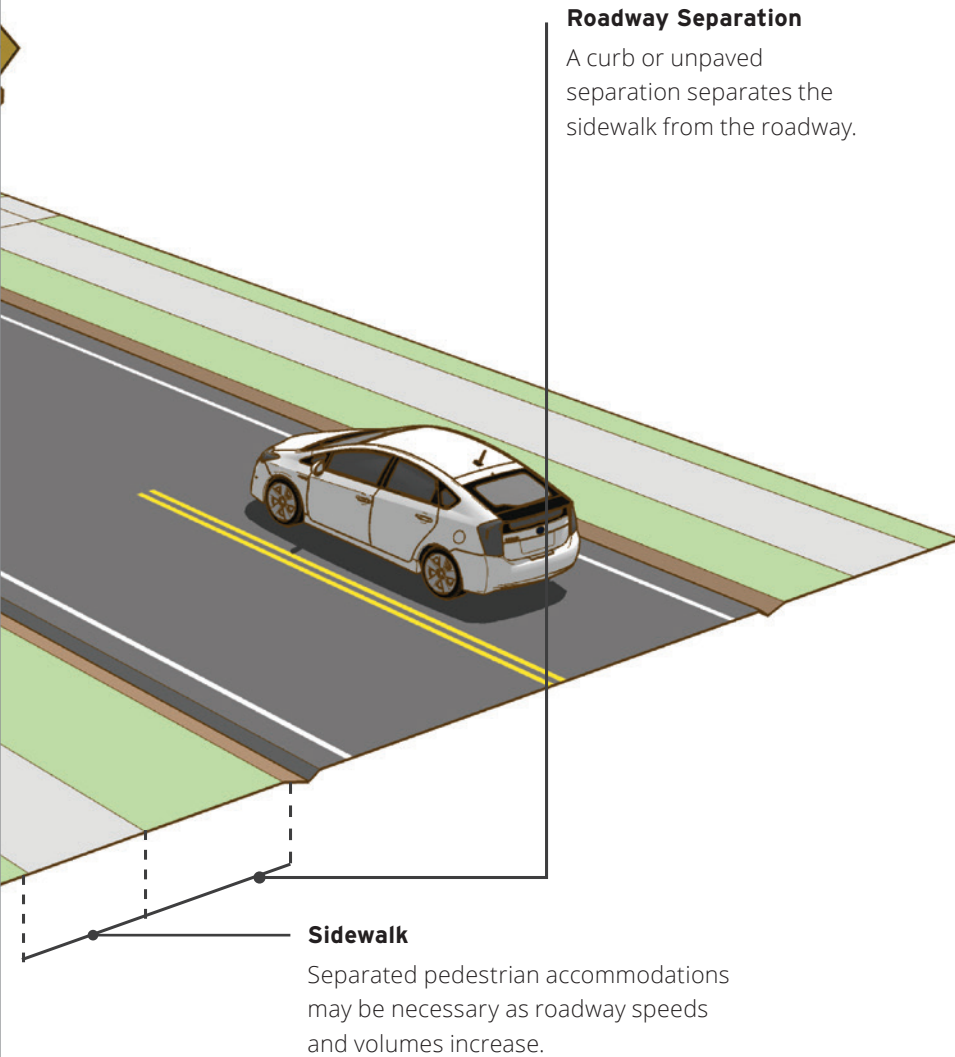 Roadway Separation
A curb or unpaved
separation separates the
sidewalk from the roadway.
Sidewalk
Separated pedestrian accommodations
may be necessary as roadway speeds
and volumes increase.